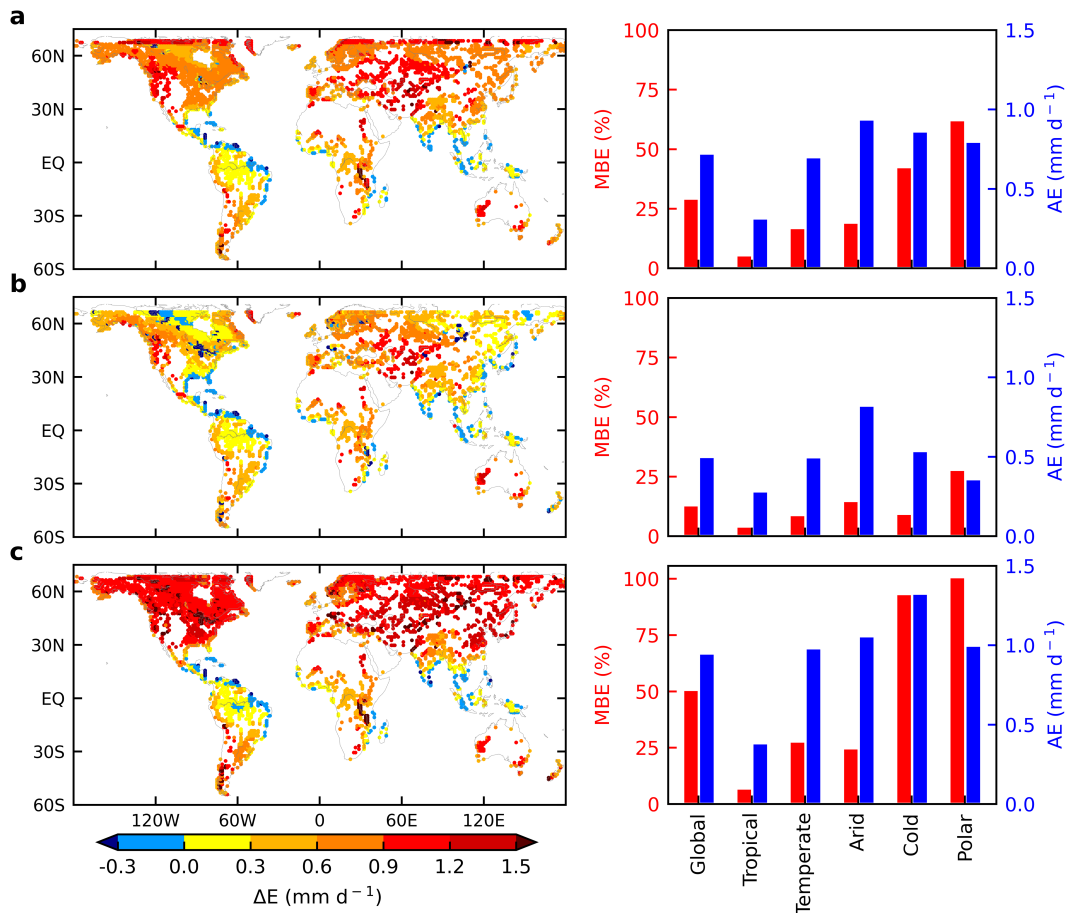 a
60N
30N
EQ
30S
60S
100
75
50
25
0
MBE (%)
1.5
1.0
0.5
0.0
AE (mm d⁻¹)
b
60N
30N
EQ
30S
60S
100
75
50
25
0
MBE (%)
1.5
1.0
0.5
0.0
AE (mm d⁻¹)
c
60N
30N
EQ
30S
60S
120W 60W 0 60E 120E
100
75
50
25
0
MBE (%)
1.5
1.0
0.5
0.0
AE (mm d⁻¹)
Global
Tropical
Temperate
Arid
Cold
Polar
-0.3 0.0 0.3 0.6 0.9 1.2 1.5
ΔE (mm d⁻¹)